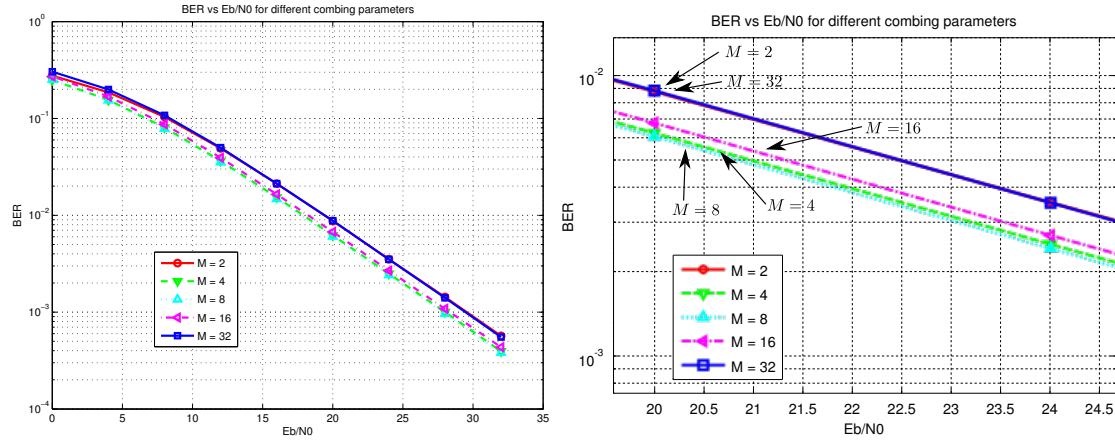 BER vs Eb/N0 for different combing parameters
10^0
10^−1
10^−2
10^−3
10^−4
BER
0 5 10 15 20 25 30 35
Eb/N0
M = 2
M = 4
M = 8
M = 16
M = 32
BER vs Eb/N0 for different combing parameters
10^−2
10^−3
BER
M = 2
M = 32
M = 16
M = 8
M = 4
M = 2
M = 4
M = 8
M = 16
M = 32
20 20.5 21 21.5 22 22.5 23 23.5 24 24.5
Eb/N0